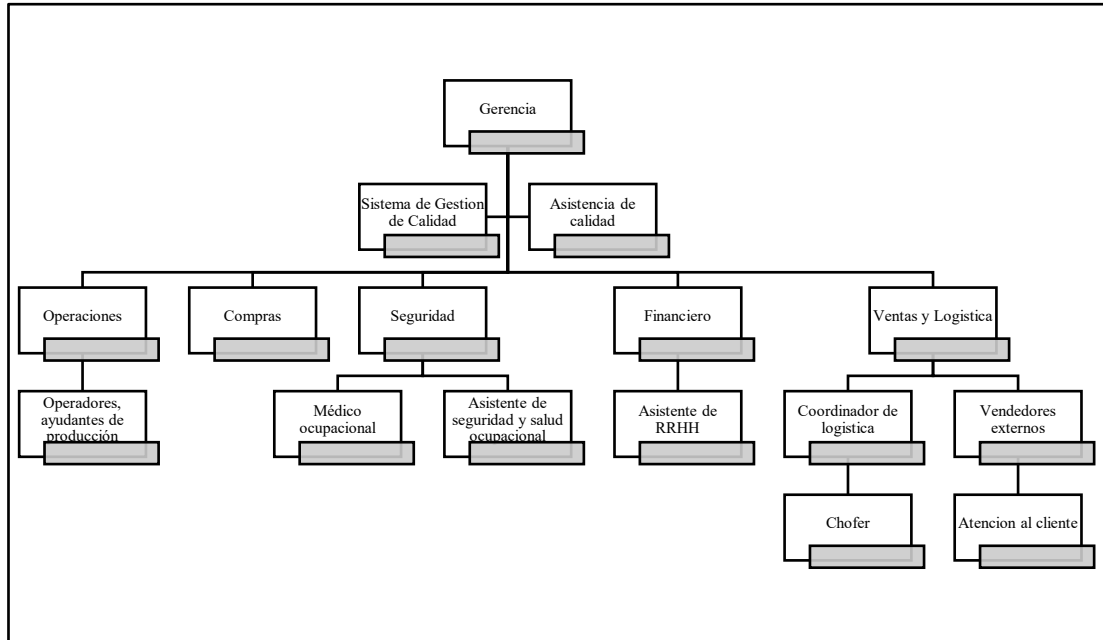 Gerencia
Sistema de Gestion
de Calidad
Asistencia de
calidad
Operaciones
Compras
Seguridad
Financiero
Ventas y Logistica
Operadores,
ayudantes de
producción
Médico
ocupacional
Asistente de
seguridad y salud
ocupacional
Asistente de
RRHH
Coordinador de
logistica
Vendedores
externos
Chofer
Atencion al cliente